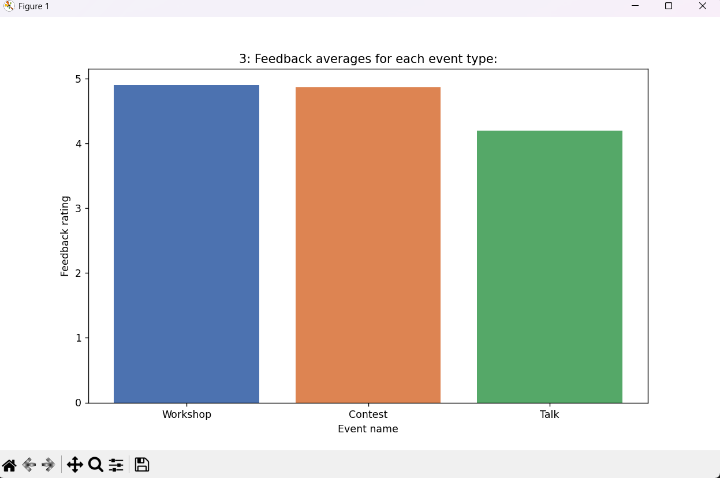 Figure 1
3: Feedback averages for each event type:
Feedback rating
5
4
3
2
1
0
Workshop Contest Talk
Event name